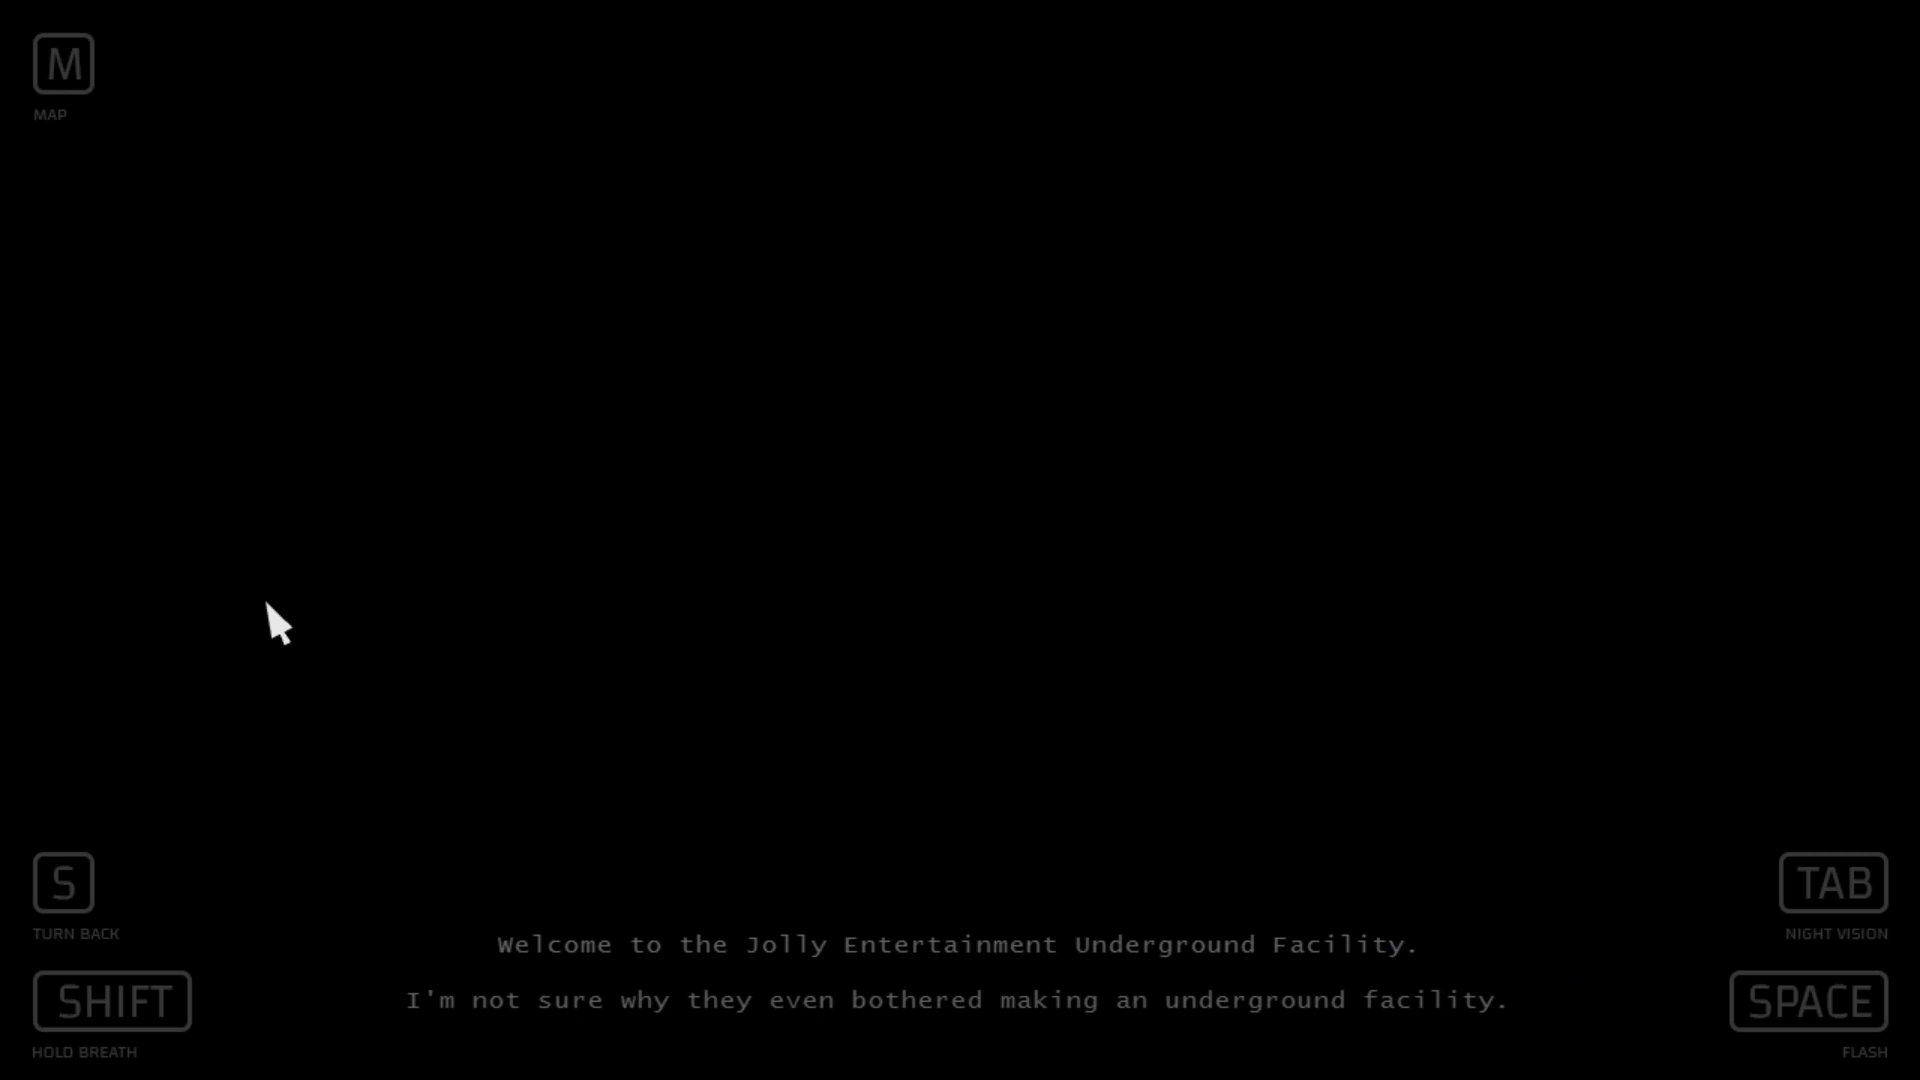 M
MAP
S
TURN BACK
SHIFT
HOLD BREATH
Welcome to the Jolly Entertainment Underground Facility.
I'm not sure why they even bothered making an underground facility.
TAB
NIGHT VISION
SPACE
FLASH